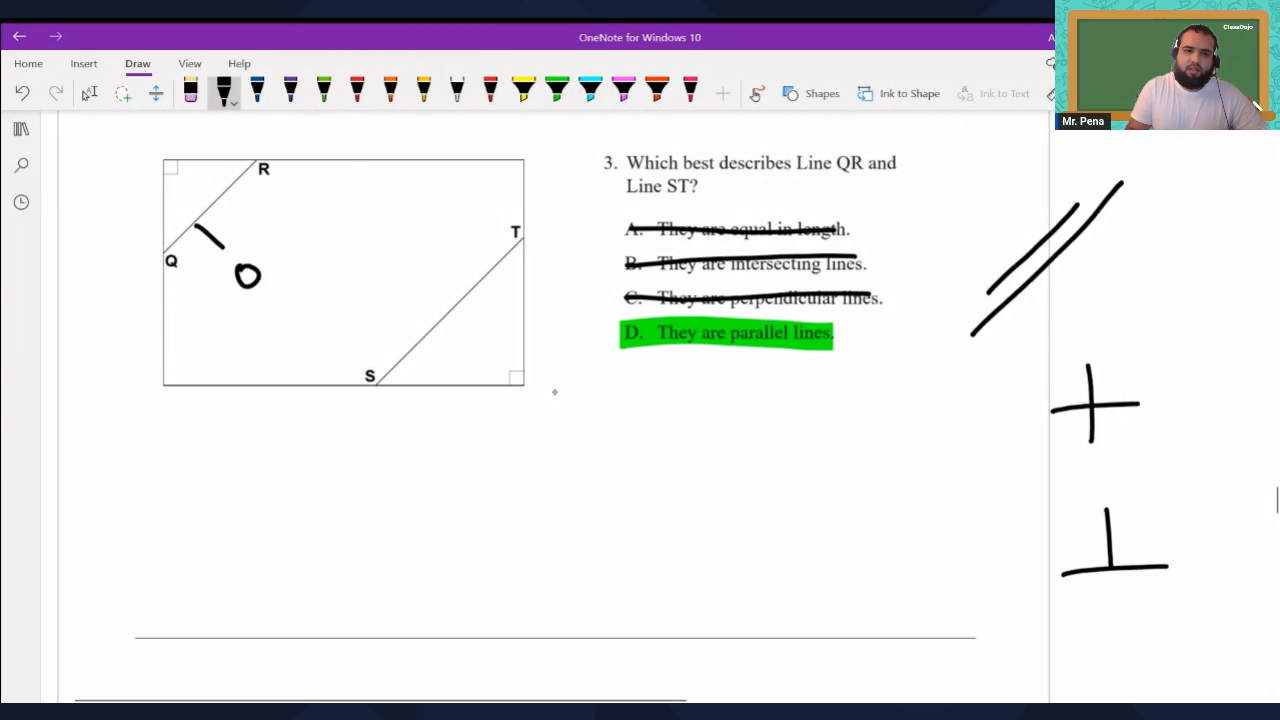 OneNote for Windows 10
A
ClassDojo
Home Insert Draw View Help
Shapes Ink to Shape Ink to Text
Mr. Pena
R
T
Q
S
O
3. Which best describes Line QR and
Line ST?
A. They are equal in length.
B. They are intersecting lines.
C. They are perpendicular lines.
D. They are parallel lines.